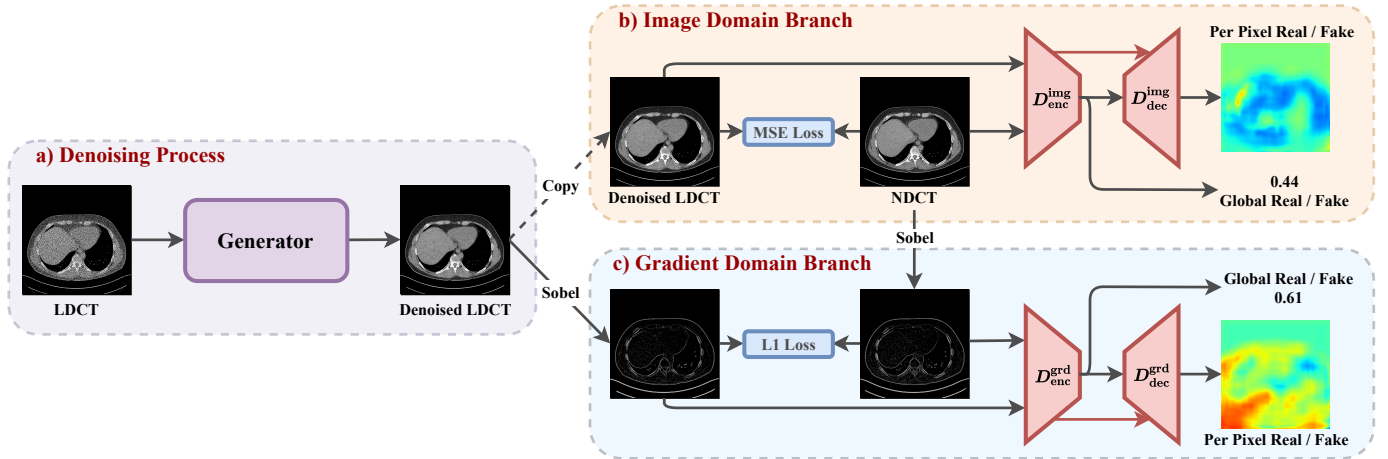 a) Denoising Process
LDCT
Generator
Denoised LDCT
Copy
Sobel
b) Image Domain Branch
Denoised LDCT
MSE Loss
NDCT
D_enc^img
D_dec^img
Per Pixel Real / Fake
0.44
Global Real / Fake
Sobel
c) Gradient Domain Branch
L1 Loss
D_enc^grd
D_dec^grd
Global Real / Fake
0.61
Per Pixel Real / Fake